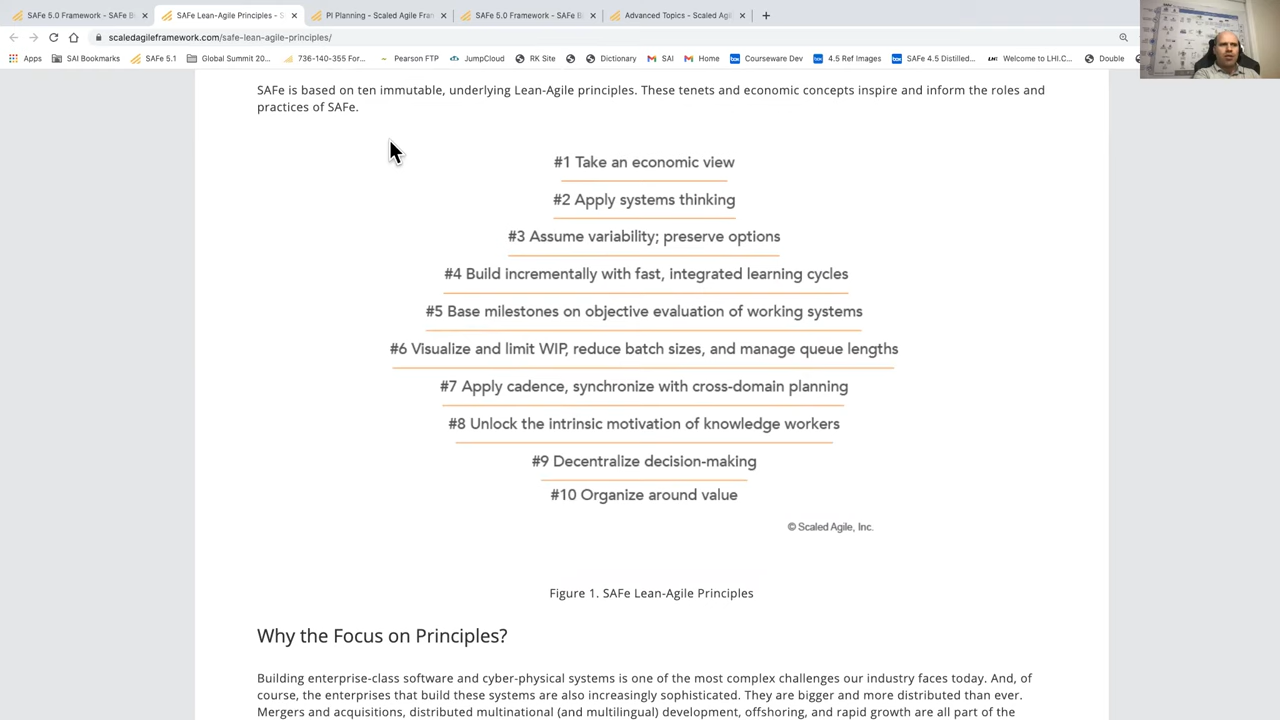 SAFe 5.0 Framework - SAFe B
SAFe Lean-Agile Principles - S
PI Planning - Scaled Agile Fram
SAFe 5.0 Framework - SAFe B
Advanced Topics - Scaled Agil
scaledagileframework.com/safe-lean-agile-principles/
Apps
SAI Bookmarks
SAFe 5.1
Global Summit 20...
736-140-355 For...
Pearson FTP
JumpCloud
RK Site
Dictionary
SAI
Home
Courseware Dev
4.5 Ref Images
SAFe 4.5 Distilled...
Welcome to LHI.C...
Double
SAFe is based on ten immutable, underlying Lean-Agile principles. These tenets and economic concepts inspire and inform the roles and
practices of SAFe.
#1 Take an economic view
#2 Apply systems thinking
#3 Assume variability; preserve options
#4 Build incrementally with fast, integrated learning cycles
#5 Base milestones on objective evaluation of working systems
#6 Visualize and limit WIP, reduce batch sizes, and manage queue lengths
#7 Apply cadence, synchronize with cross-domain planning
#8 Unlock the intrinsic motivation of knowledge workers
#9 Decentralize decision-making
#10 Organize around value
© Scaled Agile, Inc.
Figure 1. SAFe Lean-Agile Principles
Why the Focus on Principles?
Building enterprise-class software and cyber-physical systems is one of the most complex challenges our industry faces today. And, of
course, the enterprises that build these systems are also increasingly sophisticated. They are bigger and more distributed than ever.
Mergers and acquisitions, distributed multinational (and multilingual) development, offshoring, and rapid growth are all part of the